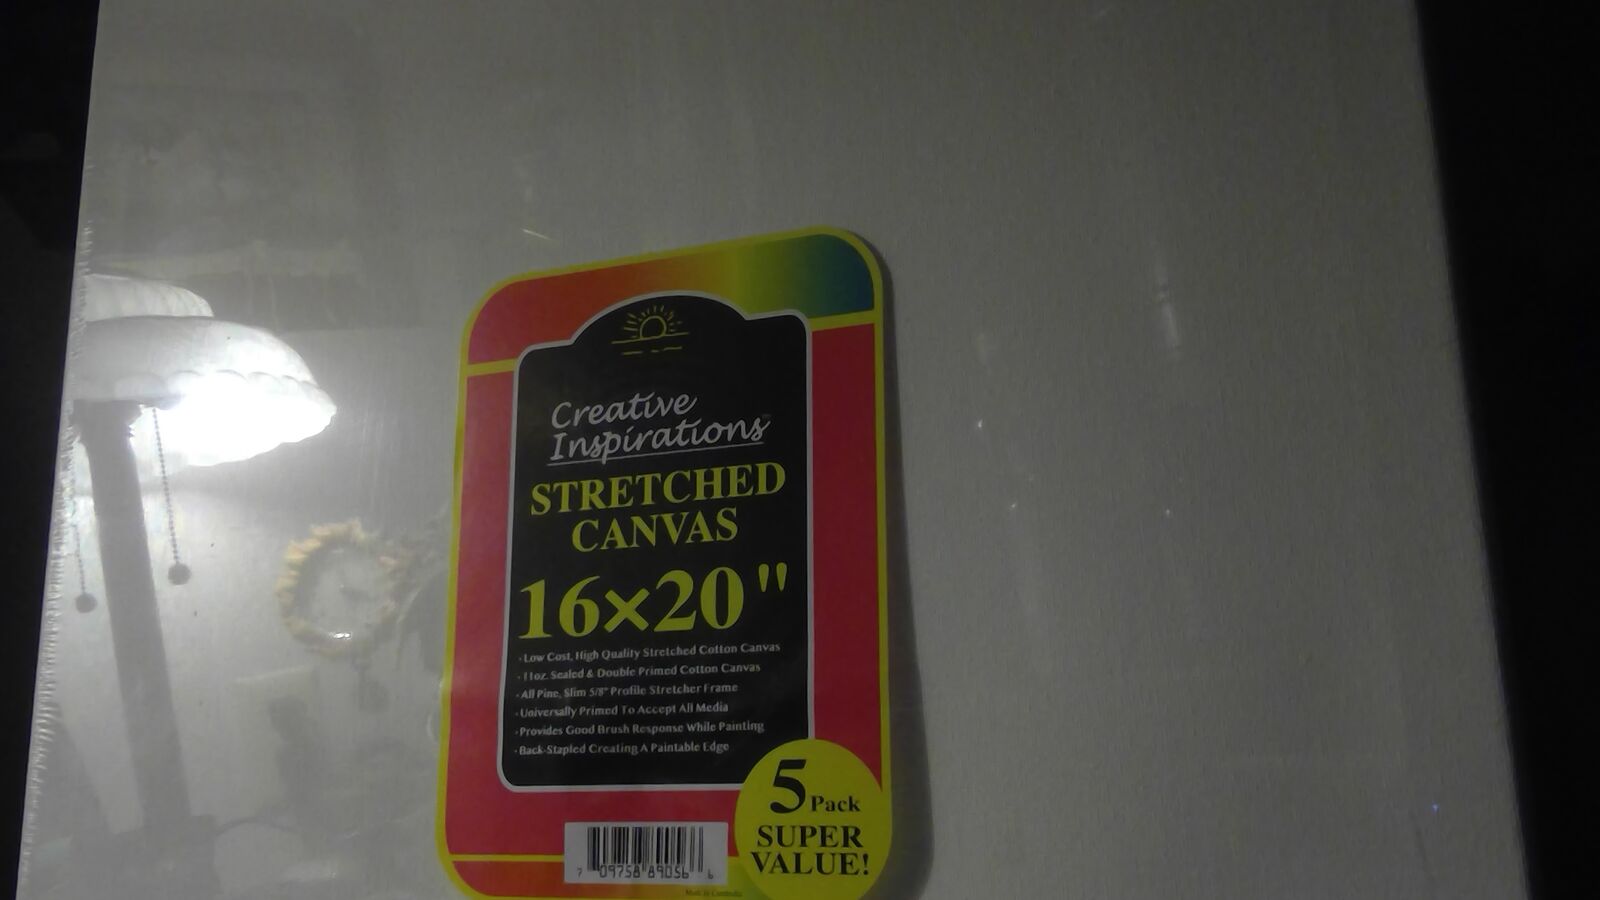 Creative
Inspirations
STRETCHED
CANVAS
16×20"
· Low Cost, High Quality Stretched Cotton Canvas
· 11oz. Sealed & Double Primed Cotton Canvas
· All Pine, Slim 5/8" Profile Stretcher Frame
· Universally Primed To Accept All Media
· Provides Good Brush Response While Painting
· Back-Stapled Creating A Paintable Edge
5 Pack
SUPER
VALUE!
7 09758 89056 6
Made In